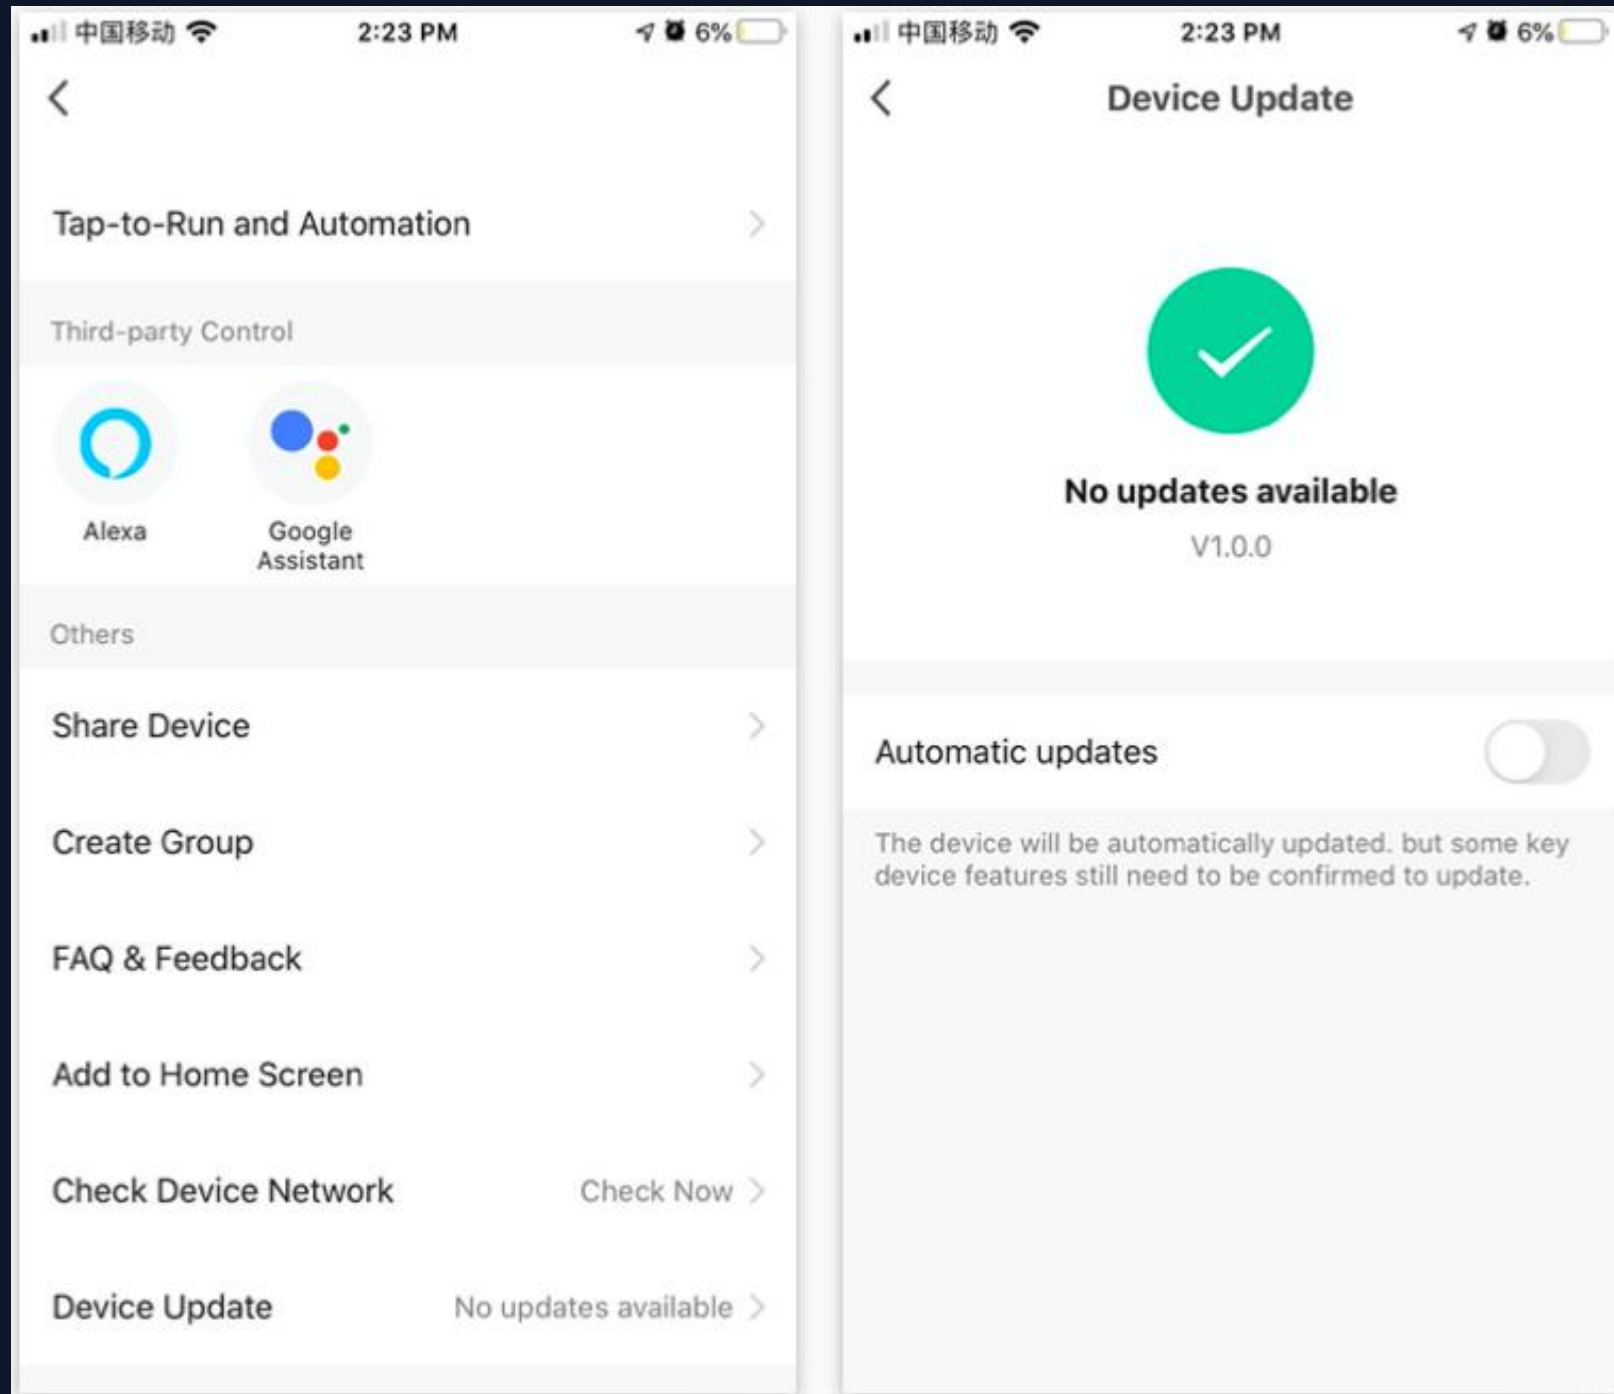 中国移动 2:23 PM 6%
Tap-to-Run and Automation
Third-party Control
Alexa
Google
Assistant
Others
Share Device
Create Group
FAQ & Feedback
Add to Home Screen
Check Device Network Check Now
Device Update No updates available
中国移动 2:23 PM 6%
Device Update
No updates available
V1.0.0
Automatic updates
The device will be automatically updated. but some key
device features still need to be confirmed to update.